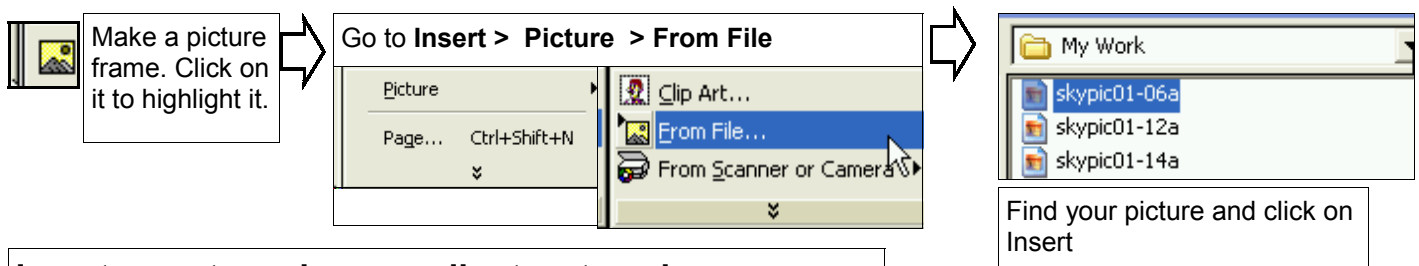 Make a picture
frame. Click on
it to highlight it.
Go to Insert > Picture > From File
Picture
Page... Ctrl+Shift+N
Clip Art...
From File...
From Scanner or Camera
My Work
skypic01-06a
skypic01-12a
skypic01-14a
Find your picture and click on
Insert